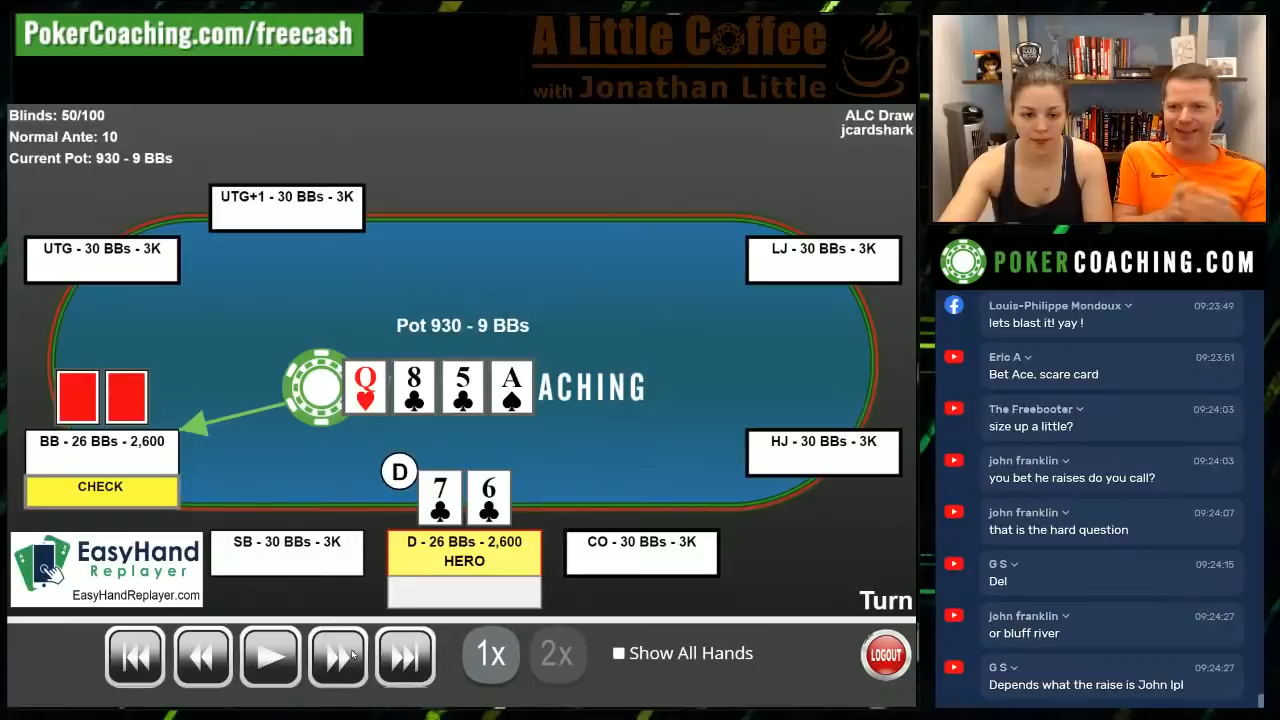 PokerCoaching.com/freecash
A Little Coffee
with Jonathan Little
Blinds: 50/100
Normal Ante: 10
Current Pot: 930 - 9 BBs
ALC Draw
jcardshark
UTG+1 - 30 BBs - 3K
UTG - 30 BBs - 3K
LJ - 30 BBs - 3K
Pot 930 - 9 BBs
Q 8 5 A
ACHING
BB - 26 BBs - 2,600
CHECK
HJ - 30 BBs - 3K
D
7 6
SB - 30 BBs - 3K
D - 26 BBs - 2,600
HERO
CO - 30 BBs - 3K
EasyHand
Replayer
EasyHandReplayer.com
Turn
1x
2x
Show All Hands
LOGOUT
POKERCOACHING.COM
Louis-Philippe Mondoux 09:23:49
lets blast it! yay !
Eric A 09:23:51
Bet Ace. scare card
The Freebooter 09:24:03
size up a little?
john franklin 09:24:03
you bet he raises do you call?
john franklin 09:24:07
that is the hard question
G S 09:24:15
Del
john franklin 09:24:27
or bluff river
G S 09:24:27
Depends what the raise is John lpl